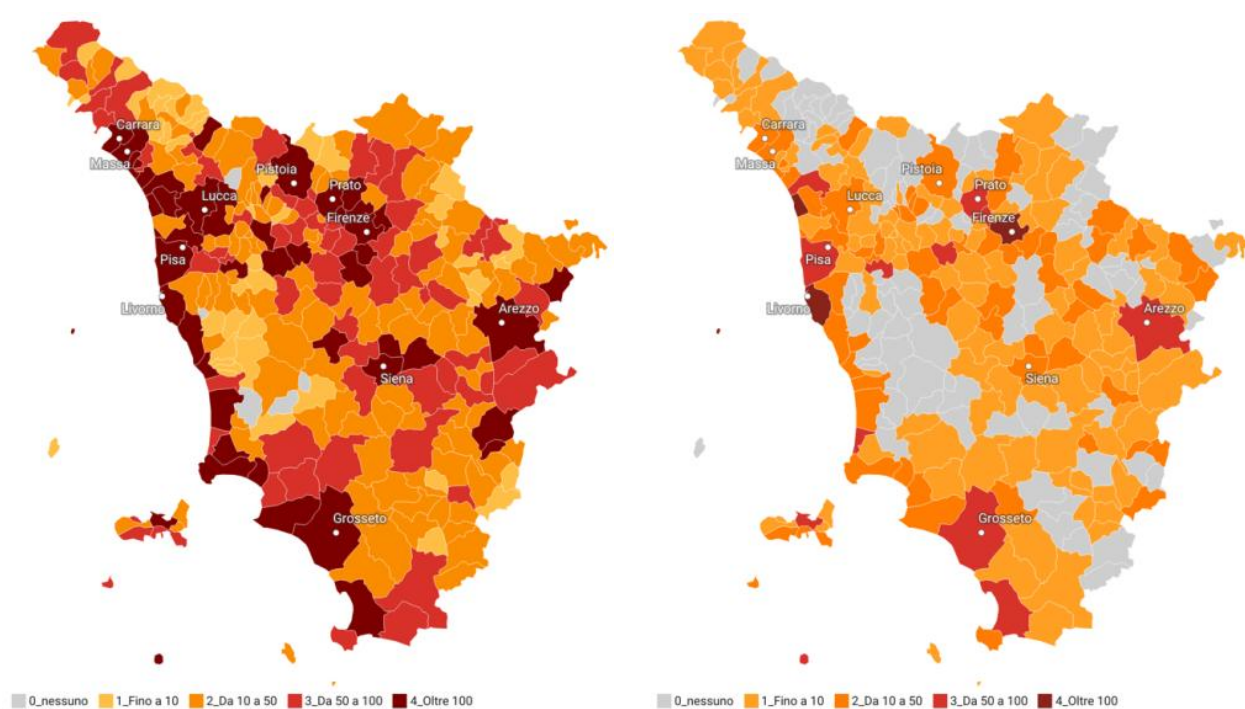 Carrara
Massa
Pistoia
Prato
Lucca
Firenze
Pisa
Livorno
Arezzo
Siena
Grosseto
0_nessuno 1_Fino a 10 2_Da 10 a 50 3_Da 50 a 100 4_Oltre 100
Carrara
Massa
Pistoia
Prato
Lucca
Firenze
Pisa
Livorno
Arezzo
Siena
Grosseto
0_nessuno 1_Fino a 10 2_Da 10 a 50 3_Da 50 a 100 4_Oltre 100